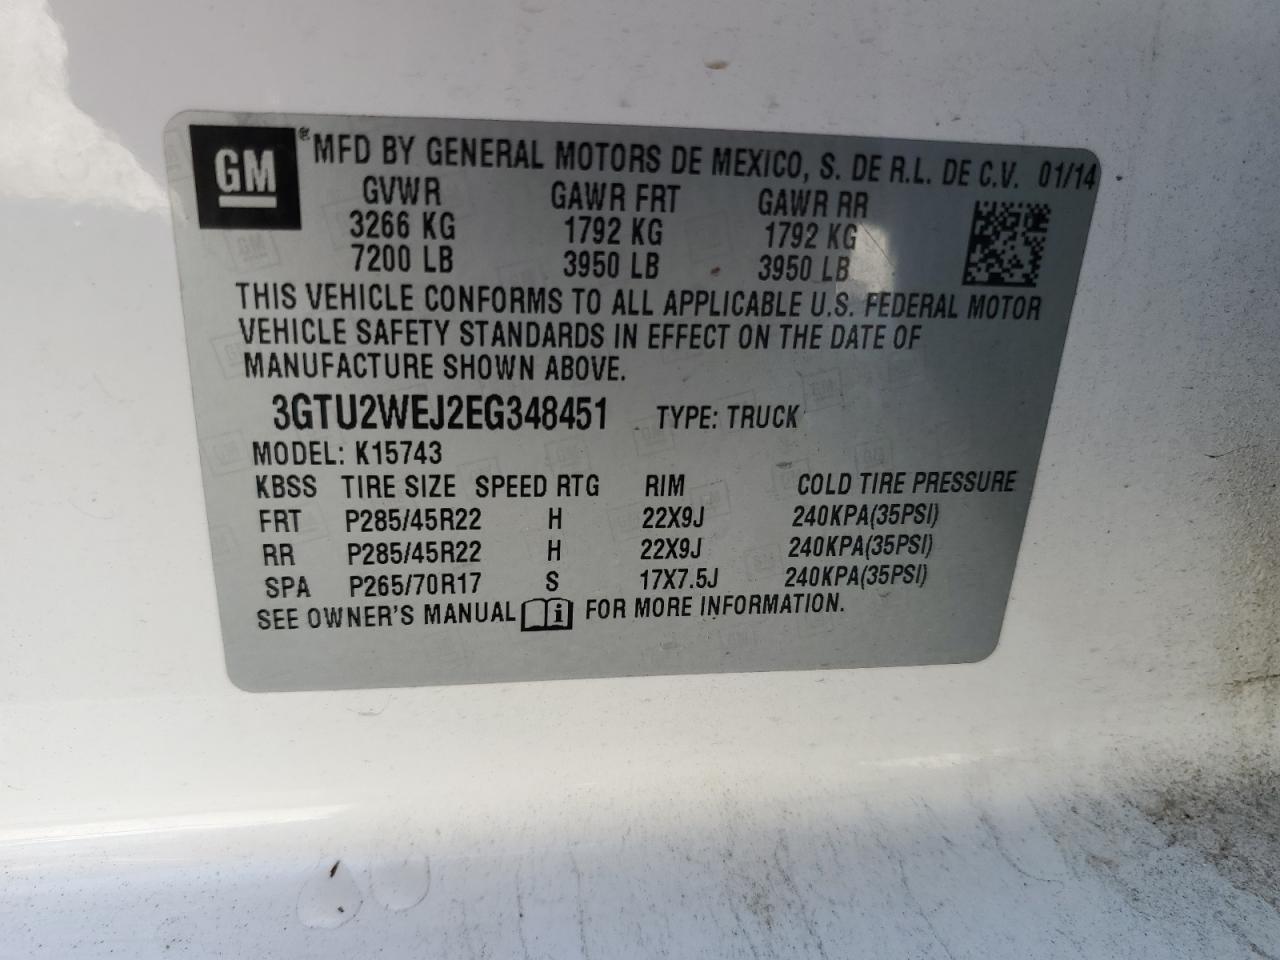 GM
® MFD BY GENERAL MOTORS DE MEXICO, S. DE R.L. DE C.V. 01/14
GVWR GAWR FRT GAWR RR
3266 KG 1792 KG 1792 KG
7200 LB 3950 LB 3950 LB
THIS VEHICLE CONFORMS TO ALL APPLICABLE U.S. FEDERAL MOTOR
VEHICLE SAFETY STANDARDS IN EFFECT ON THE DATE OF
MANUFACTURE SHOWN ABOVE.
3GTU2WEJ2EG348451 TYPE: TRUCK
MODEL: K15743
KBSS TIRE SIZE SPEED RTG RIM COLD TIRE PRESSURE
FRT P285/45R22 H 22X9J 240KPA(35PSI)
RR P285/45R22 H 22X9J 240KPA(35PSI)
SPA P265/70R17 S 17X7.5J 240KPA(35PSI)
SEE OWNER'S MANUAL i FOR MORE INFORMATION.